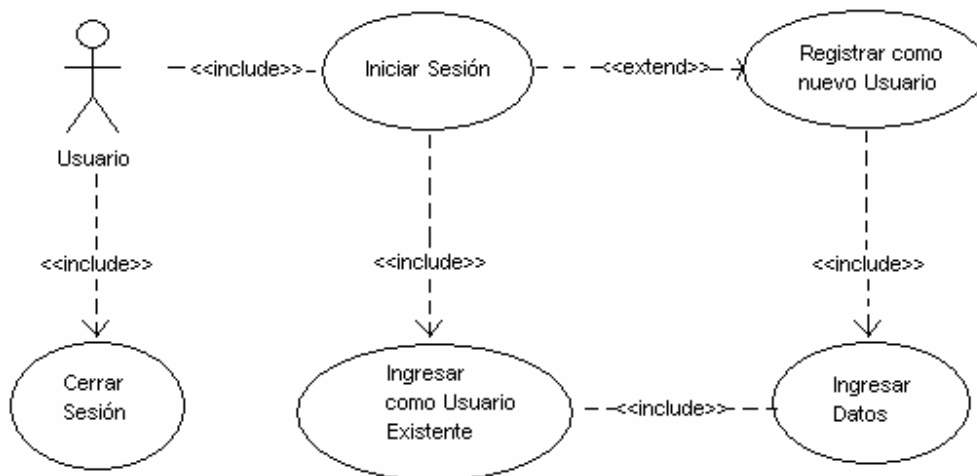 <<include>>
Iniciar Sesión
<<extend>>
Registrar como
nuevo Usuario
Usuario
<<include>>
<<include>>
<<include>>
Cerrar
Sesión
Ingresar
como Usuario
Existente
<<include>>
Ingresar
Datos